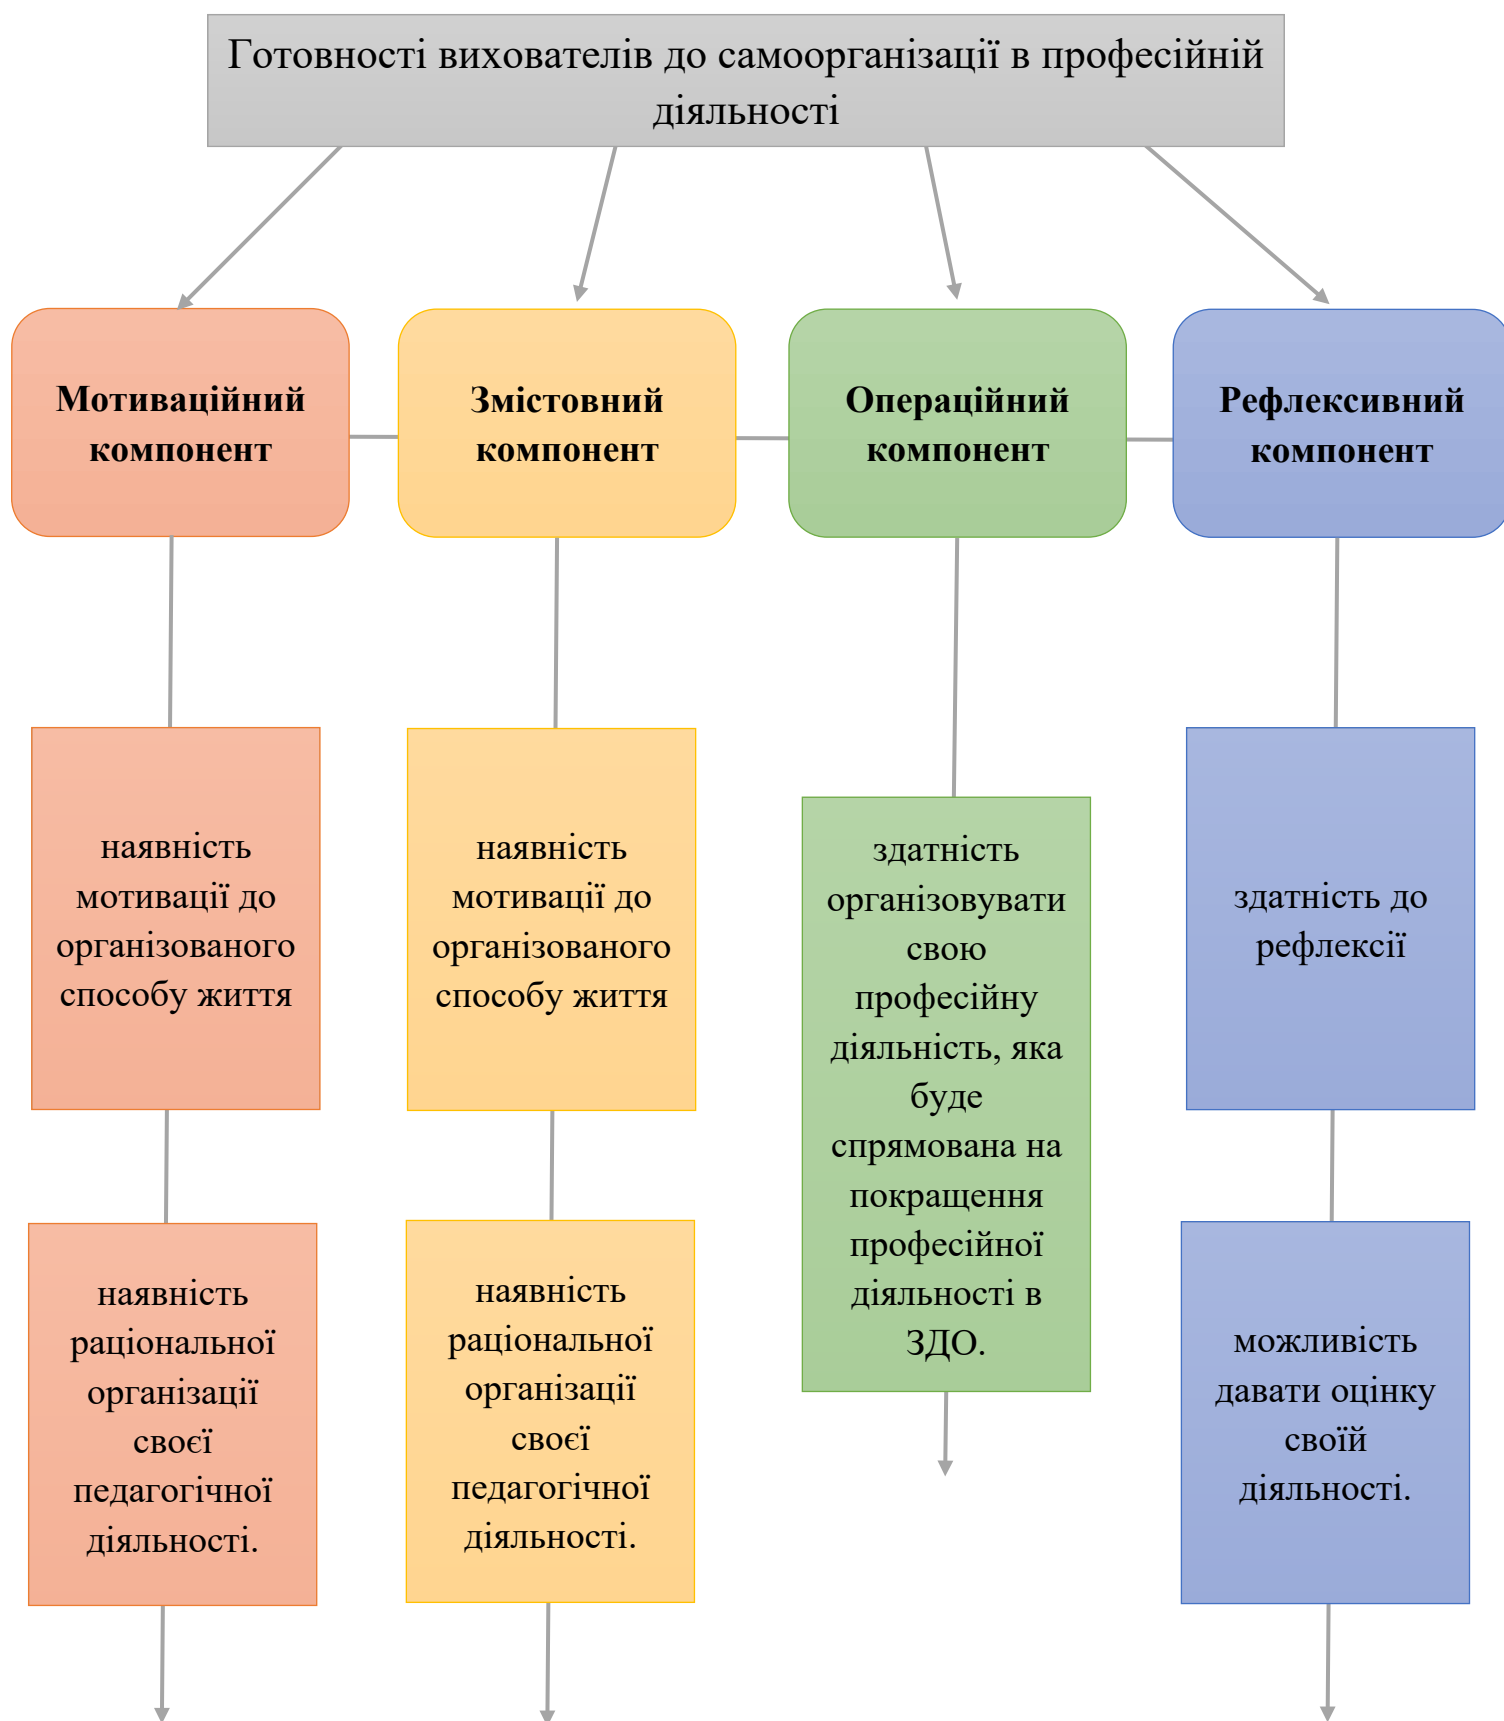 Готовності вихователів до самоорганізації в професійній
діяльності
Мотиваційний
компонент
Змістовний
компонент
Операційний
компонент
Рефлексивний
компонент
наявність
мотивації до
організованого
способу життя
наявність
мотивації до
організованого
способу життя
здатність
організовувати
свою
професійну
діяльність, яка
буде
спрямована на
покращення
професійної
діяльності в
ЗДО.
здатність до
рефлексії
наявність
раціональної
організації
своєї
педагогічної
діяльності.
наявність
раціональної
організації
своєї
педагогічної
діяльності.
можливість
давати оцінку
своїй
діяльності.